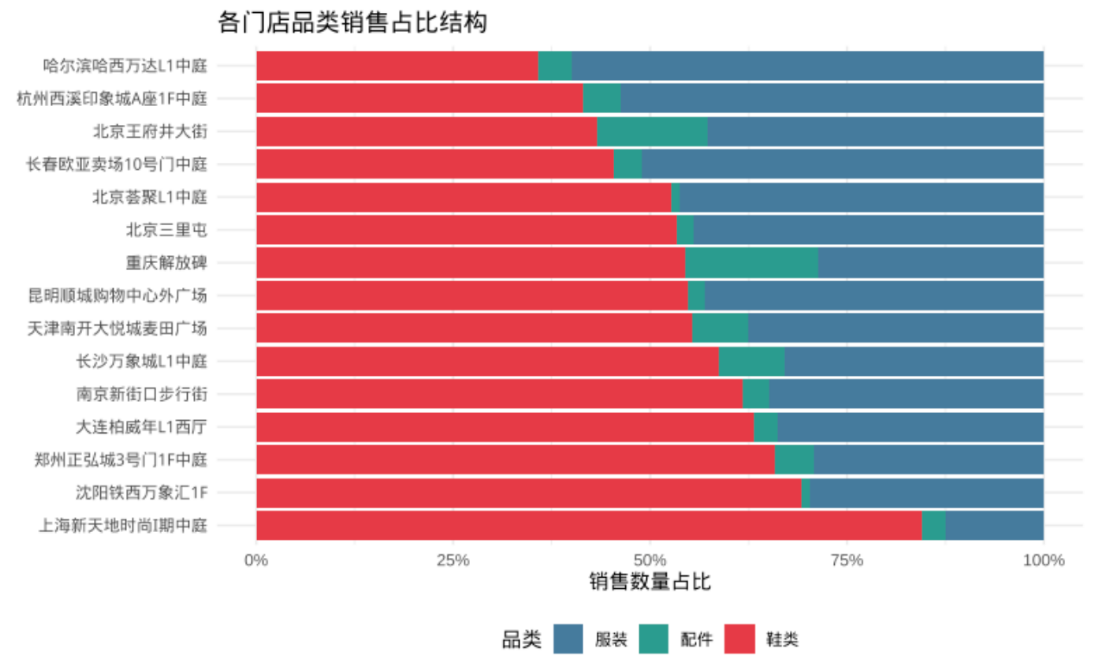 各门店品类销售占比结构
哈尔滨哈西万达L1中庭
杭州西溪印象城A座1F中庭
北京王府井大街
长春欧亚卖场10号门中庭
北京荟聚L1中庭
北京三里屯
重庆解放碑
昆明顺城购物中心外广场
天津南开大悦城麦田广场
长沙万象城L1中庭
南京新街口步行街
大连柏威年L1西厅
郑州正弘城3号门1F中庭
沈阳铁西万象汇1F
上海新天地时尚I期中庭
0% 25% 50% 75% 100%
销售数量占比
品类 服装 配件 鞋类